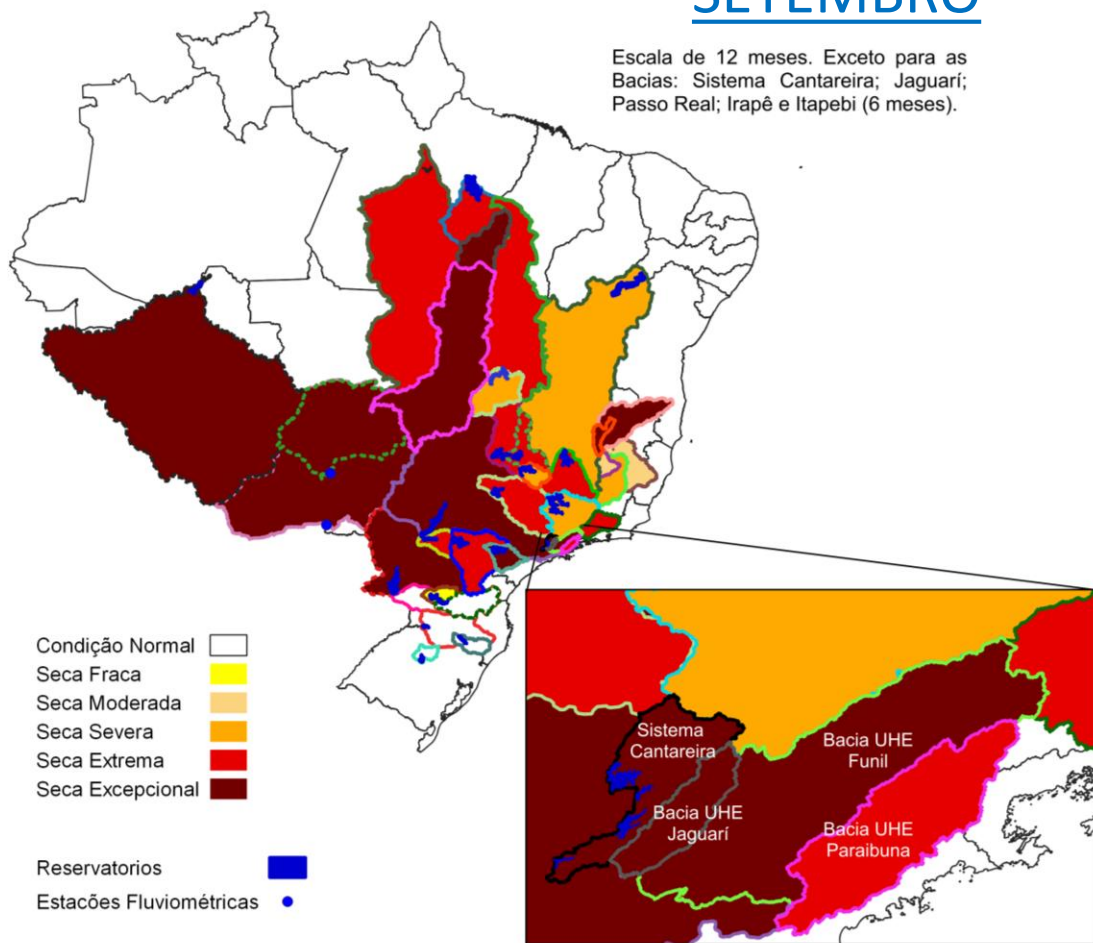 SETEMBRO
Escala de 12 meses. Exceto para as
Bacias: Sistema Cantareira; Jaguarí;
Passo Real; Irapê e Itapebi (6 meses).
Condição Normal
Seca Fraca
Seca Moderada
Seca Severa
Seca Extrema
Seca Excepcional
Reservatorios
Estacões Fluviométricas
Sistema
Cantareira
Bacia UHE
Funil
Bacia UHE
Jaguarí
Bacia UHE
Paraibuna